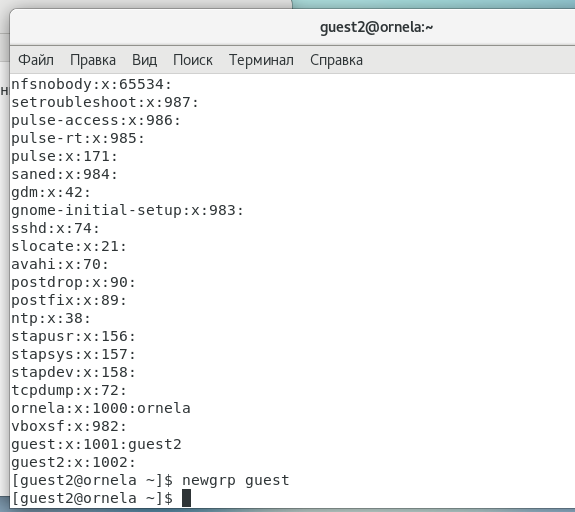 guest2@ornela:~
Файл Правка Вид Поиск Терминал Справка
nfsnobody:x:65534:
setroubleshoot:x:987:
pulse-access:x:986:
pulse-rt:x:985:
pulse:x:171:
saned:x:984:
gdm:x:42:
gnome-initial-setup:x:983:
sshd:x:74:
slocate:x:21:
avahi:x:70:
postdrop:x:90:
postfix:x:89:
ntp:x:38:
stapusr:x:156:
stapsys:x:157:
stapdev:x:158:
tcpdump:x:72:
ornela:x:1000:ornela
vboxsf:x:982:
guest:x:1001:guest2
guest2:x:1002:
[guest2@ornela ~]$ newgrp guest
[guest2@ornela ~]$